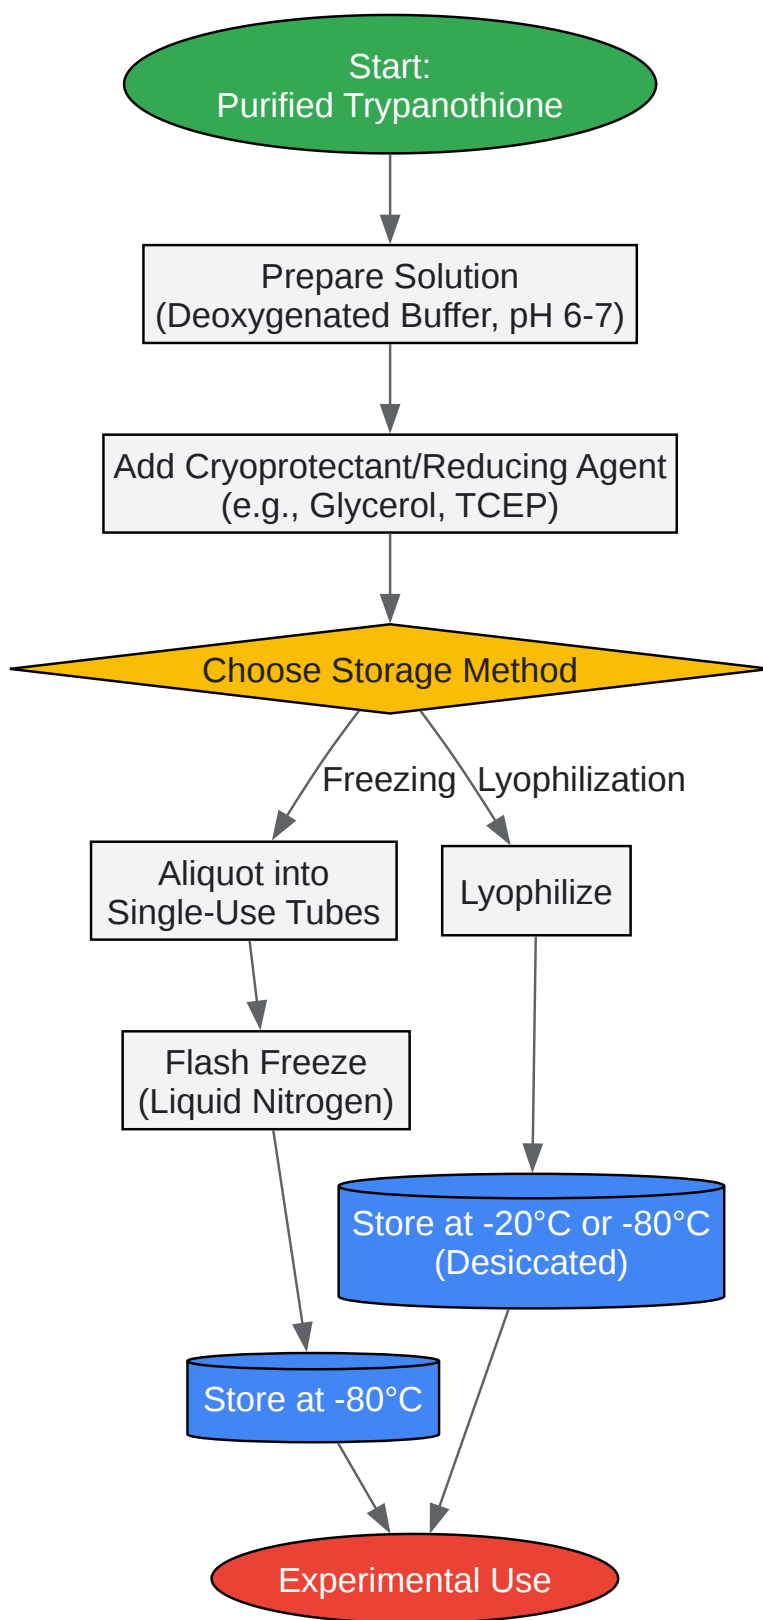 Start:
Purified Trypanothione
Prepare Solution
(Deoxygenated Buffer, pH 6-7)
Add Cryoprotectant/Reducing Agent
(e.g., Glycerol, TCEP)
Choose Storage Method
Freezing
Lyophilization
Aliquot into
Single-Use Tubes
Lyophilize
Flash Freeze
(Liquid Nitrogen)
Store at -20°C or -80°C
(Desiccated)
Store at -80°C
Experimental Use